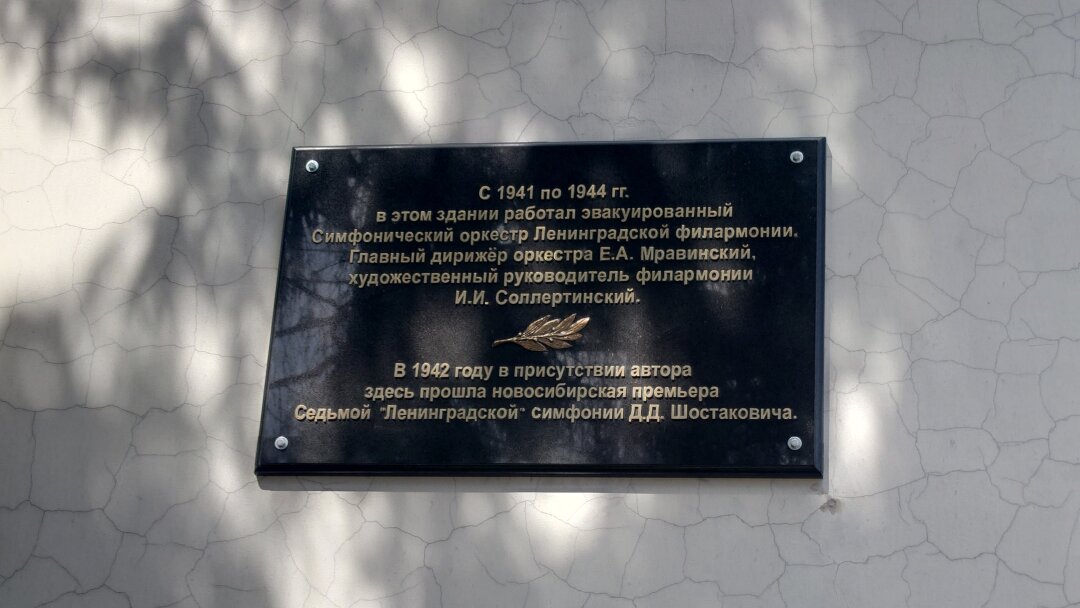 С 1941 по 1944 гг.
в этом здании работал эвакуированный
Симфонический оркестр Ленинградской филармонии.
Главный дирижёр оркестра Е.А. Мравинский,
художественный руководитель филармонии
И.И. Соллертинский.
В 1942 году в присутствии автора
здесь прошла новосибирская премьера
Седьмой "Ленинградской" симфонии Д.Д. Шостаковича.